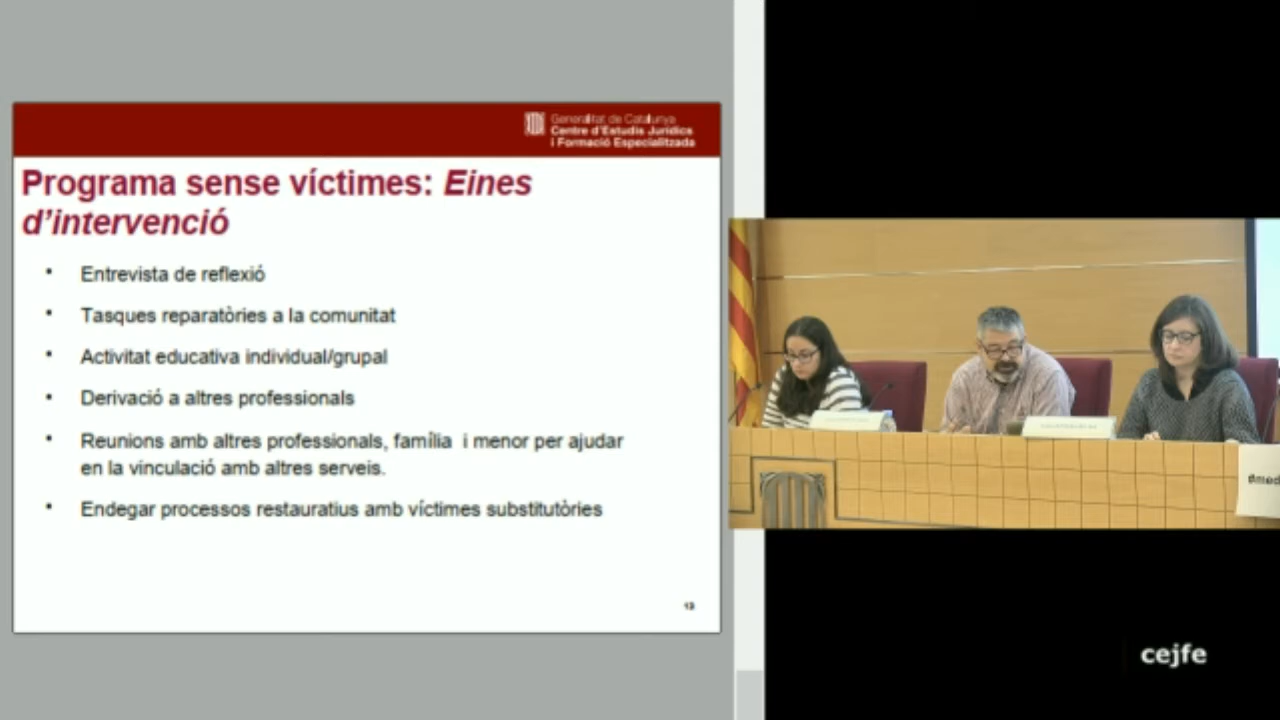 Generalitat de Catalunya
Centre d'Estudis Jurídics
i Formació Especialitzada
Programa sense víctimes: Eines
d'intervenció
• Entrevista de reflexió
• Tasques reparatòries a la comunitat
• Activitat educativa individual/grupal
• Derivació a altres professionals
• Reunions amb altres professionals, família i menor per ajudar
en la vinculació amb altres serveis.
• Endegar processos restauratius amb víctimes substitutòries
13
#med
cejfe